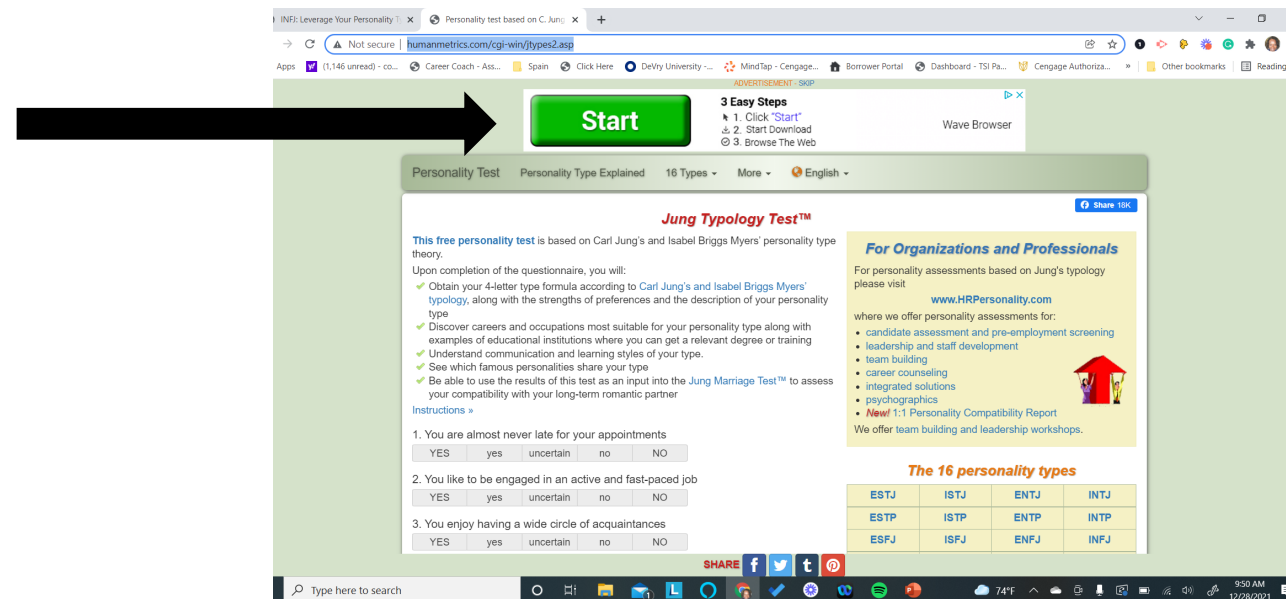 INFJ: Leverage Your Personality Ty
Personality test based on C. Jung
Not secure | humanmetrics.com/cgi-win/jtypes2.asp
Apps (1,146 unread) - co... Career Coach - Ass... Spain Click Here DeVry University -... MindTap - Cengage... Borrower Portal Dashboard - TSI Pa... Cengage Authoriza... » Other bookmarks Reading
ADVERTISEMENT - SKIP
Start
3 Easy Steps
1. Click "Start"
2. Start Download
3. Browse The Web
Wave Browser
Personality Test Personality Type Explained 16 Types More English
Share 18K
Jung Typology Test™
This free personality test is based on Carl Jung's and Isabel Briggs Myers' personality type
theory.
Upon completion of the questionnaire, you will:
Obtain your 4-letter type formula according to Carl Jung's and Isabel Briggs Myers'
typology, along with the strengths of preferences and the description of your personality
type
Discover careers and occupations most suitable for your personality type along with
examples of educational institutions where you can get a relevant degree or training
Understand communication and learning styles of your type.
See which famous personalities share your type
Be able to use the results of this test as an input into the Jung Marriage Test™ to assess
your compatibility with your long-term romantic partner
Instructions »
1. You are almost never late for your appointments
YES yes uncertain no NO
2. You like to be engaged in an active and fast-paced job
YES yes uncertain no NO
3. You enjoy having a wide circle of acquaintances
YES yes uncertain no NO
For Organizations and Professionals
For personality assessments based on Jung's typology
please visit
www.HRPersonality.com
where we offer personality assessments for:
• candidate assessment and pre-employment screening
• leadership and staff development
• team building
• career counseling
• integrated solutions
• psychographics
• New! 1:1 Personality Compatibility Report
We offer team building and leadership workshops.
The 16 personality types
ESTJ ISTJ ENTJ INTJ
ESTP ISTP ENTP INTP
ESFJ ISFJ ENFJ INFJ
SHARE
Type here to search
74°F
9:50 AM
12/28/2021